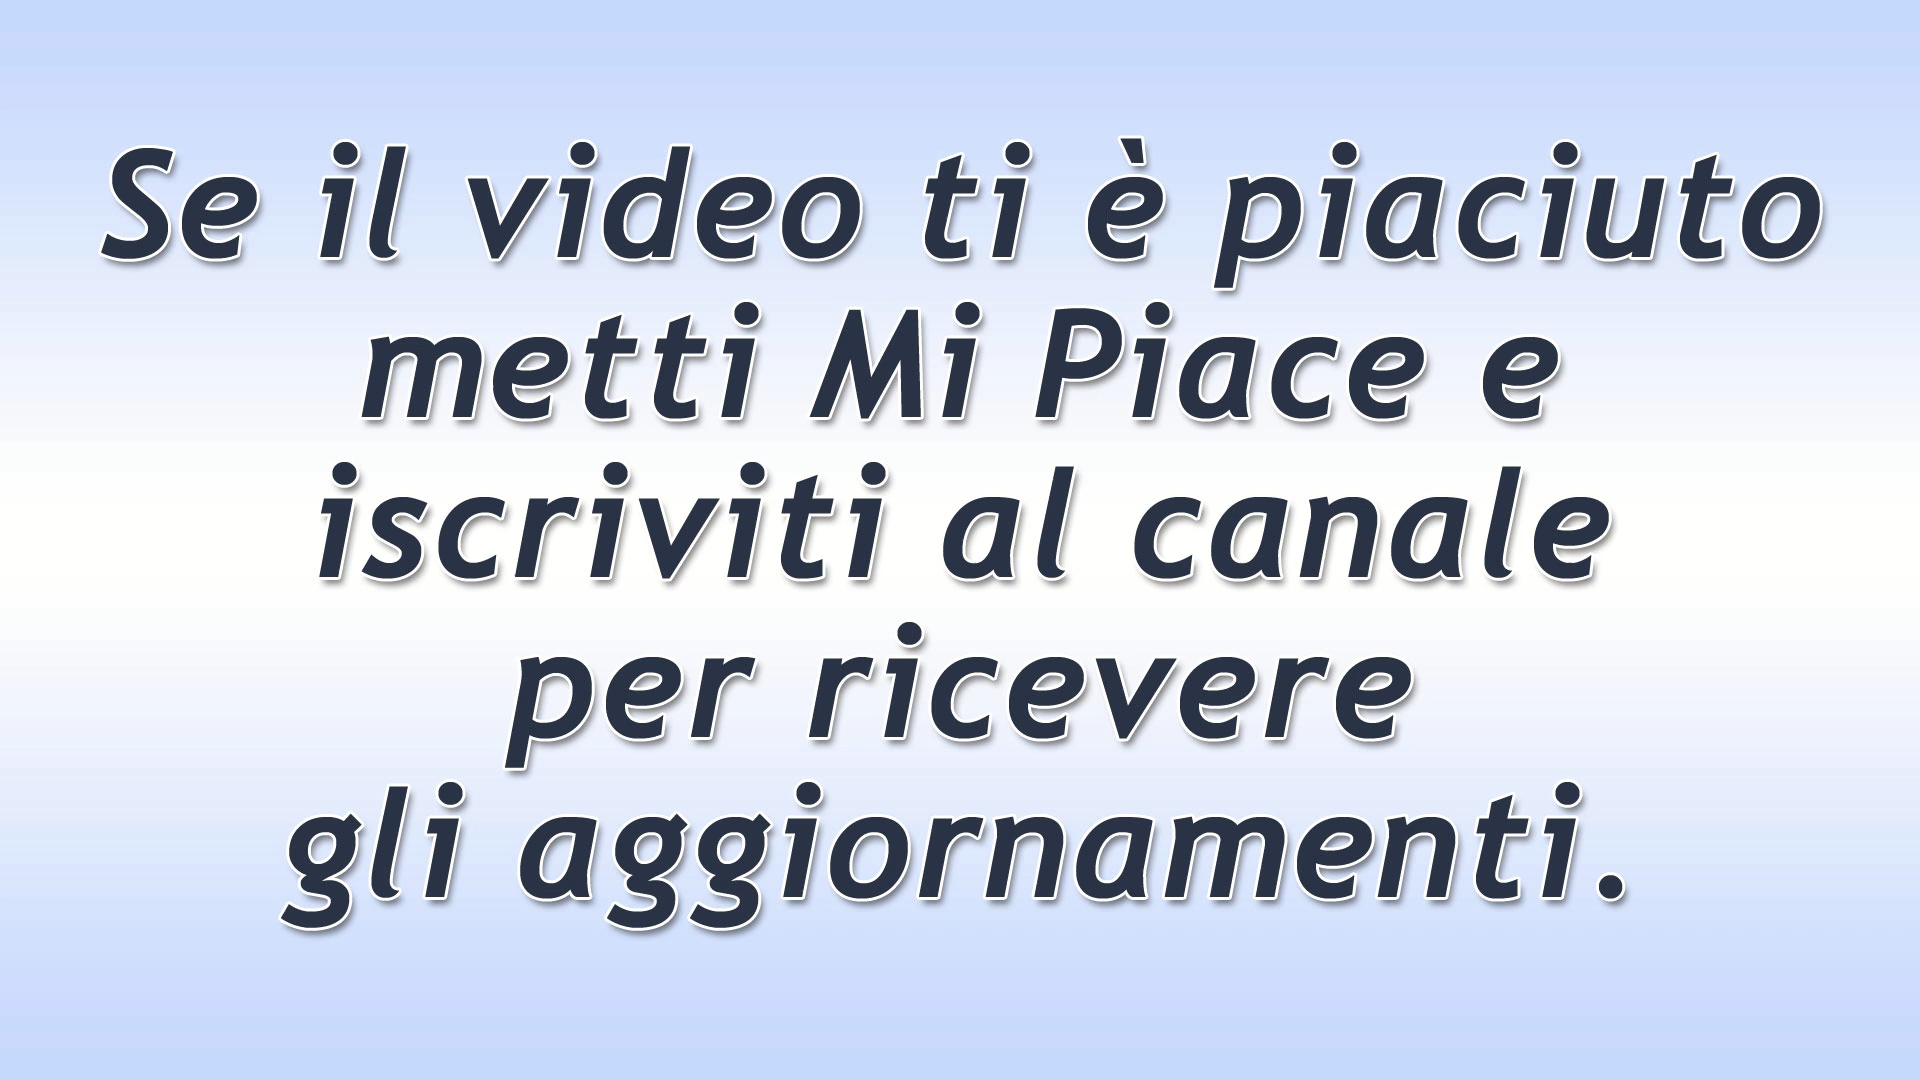 Se il video ti è piaciuto
metti Mi Piace e
iscriviti al canale
per ricevere
gli aggiornamenti.